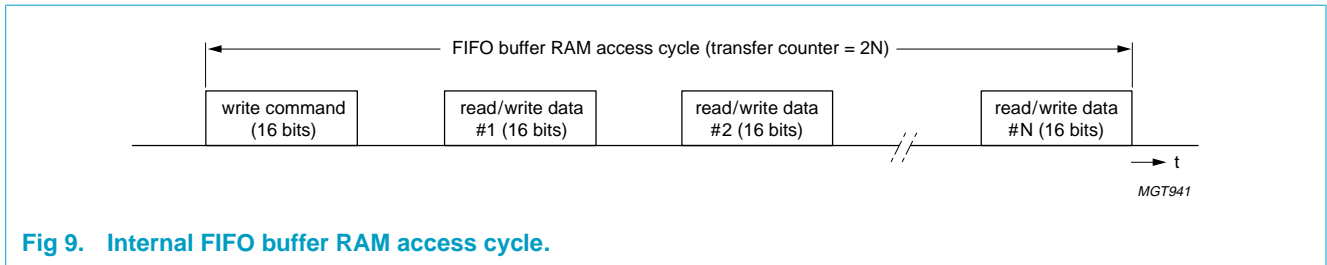 FIFO buffer RAM access cycle (transfer counter = 2N)
write command
(16 bits)
read/write data
#1 (16 bits)
read/write data
#2 (16 bits)
read/write data
#N (16 bits)
t
MGT941
Fig 9. Internal FIFO buffer RAM access cycle.